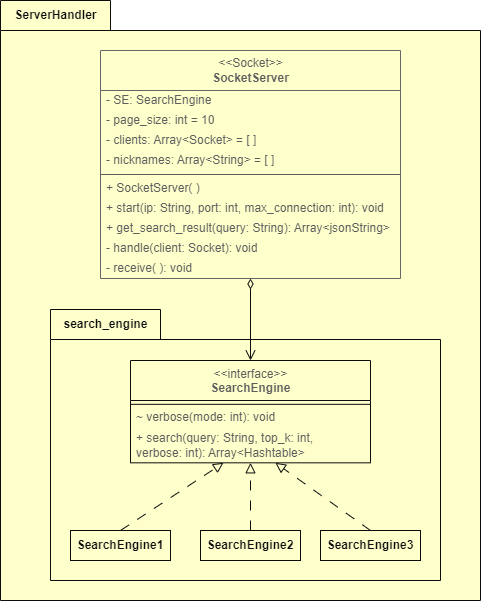 ServerHandler
<<Socket>>
SocketServer
- SE: SearchEngine
- page_size: int = 10
- clients: Array<Socket> = [ ]
- nicknames: Array<String> = [ ]
+ SocketServer( )
+ start(ip: String, port: int, max_connection: int): void
+ get_search_result(query: String): Array<jsonString>
- handle(client: Socket): void
- receive( ): void
search_engine
<<interface>>
SearchEngine
~ verbose(mode: int): void
+ search(query: String, top_k: int,
verbose: int): Array<Hashtable>
SearchEngine1
SearchEngine2
SearchEngine3